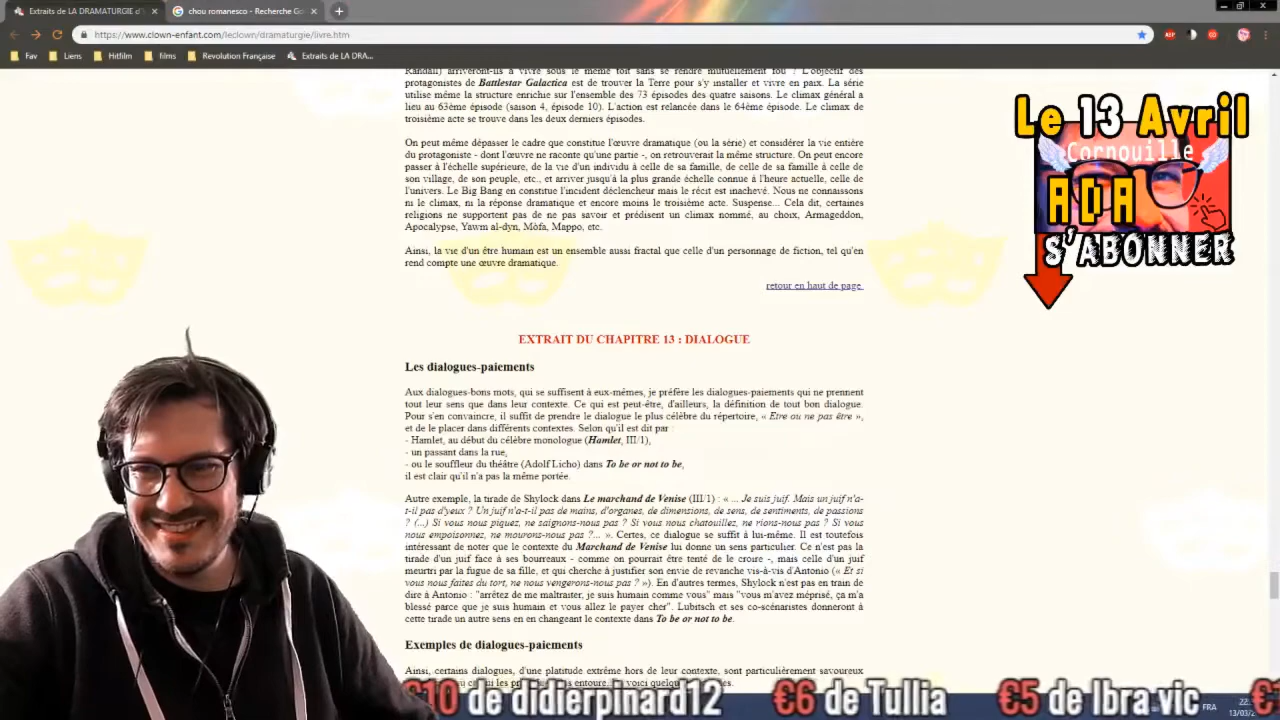 Extraits de LA DRAMATURGIE d'
chou romanesco - Recherche Go
https://www.clown-enfant.com/leclown/dramaturgie/livre.htm
Fav
Liens
Hitfilm
films
Revolution Française
Extraits de LA DRA...
Randall) arriveront-ils à vivre sous le même toit sans se rendre mutuellement fou ? L'objectif des
protagonistes de Battlestar Galactica est de trouver la Terre pour s'y installer et vivre en paix. La série
utilise même la structure enrichie sur l'ensemble des 73 épisodes des quatre saisons. Le climax général a
lieu au 63ème épisode (saison 4, épisode 10). L'action est relancée dans le 64ème épisode. Le climax de
troisième acte se trouve dans les deux derniers épisodes.
On peut même dépasser le cadre que constitue l'œuvre dramatique (ou la série) et considérer la vie entière
du protagoniste - dont l'œuvre ne raconte qu'une partie -, on retrouverait la même structure. On peut encore
passer à l'échelle supérieure, de la vie d'un individu à celle de sa famille, de celle de sa famille à celle de
son village, de son peuple, etc., et arriver jusqu'à la plus grande échelle connue à l'heure actuelle, celle de
l'univers. Le Big Bang en constitue l'incident déclencheur mais le récit est inachevé. Nous ne connaissons
ni le climax, ni la réponse dramatique et encore moins le troisième acte. Suspense... Cela dit, certaines
religions ne supportent pas de ne pas savoir et prédisent un climax nommé, au choix, Armageddon,
Apocalypse, Yawm al-dyn, Mòfa, Mappo, etc.
Ainsi, la vie d'un être humain est un ensemble aussi fractal que celle d'un personnage de fiction, tel qu'en
rend compte une œuvre dramatique.
retour en haut de page
EXTRAIT DU CHAPITRE 13 : DIALOGUE
Les dialogues-paiements
Aux dialogues-bons mots, qui se suffisent à eux-mêmes, je préfère les dialogues-paiements qui ne prennent
tout leur sens que dans leur contexte. Ce qui est peut-être, d'ailleurs, la définition de tout bon dialogue.
Pour s'en convaincre, il suffit de prendre le dialogue le plus célèbre du répertoire, « Etre ou ne pas être »,
et de le placer dans différents contextes. Selon qu'il est dit par :
- Hamlet, au début du célèbre monologue (Hamlet, III/1),
- un passant dans la rue,
- ou le souffleur du théâtre (Adolf Licho) dans To be or not to be,
il est clair qu'il n'a pas la même portée.
Autre exemple, la tirade de Shylock dans Le marchand de Venise (III/1) : « ... Je suis juif. Mais un juif n'a-
t-il pas d'yeux ? Un juif n'a-t-il pas de mains, d'organes, de dimensions, de sens, de sentiments, de passions
? (...) Si vous nous piquez, ne saignons-nous pas ? Si vous nous chatouillez, ne rions-nous pas ? Si vous
nous empoisonnez, ne mourons-nous pas ?... ». Certes, ce dialogue se suffit à lui-même. Il est toutefois
intéressant de noter que le contexte du Marchand de Venise lui donne un sens particulier. Ce n'est pas la
tirade d'un juif face à ses bourreaux - comme on pourrait être tenté de le croire -, mais celle d'un juif
meurtri par la fugue de sa fille, et qui cherche à justifier son envie de revanche vis-à-vis d'Antonio (« Et si
vous nous faites du tort, ne nous vengerons-nous pas ? »). En d'autres termes, Shylock n'est pas en train de
dire à Antonio : "arrêtez de me maltraiter, je suis humain comme vous" mais "vous m'avez méprisé, ça m'a
blessé parce que je suis humain et vous allez le payer cher". Lubitsch et ses co-scénaristes donneront à
cette tirade un autre sens en en changeant le contexte dans To be or not to be.
Exemples de dialogues-paiements
Ainsi, certains dialogues, d'une platitude extrême hors de leur contexte, sont particulièrement savoureux
Le 13 Avril
Cornouille
ADA
S'ABONNER
€10 de didierpinard12
€6 de Tullia
€5 de Ibra vic
FRA
13/03/2